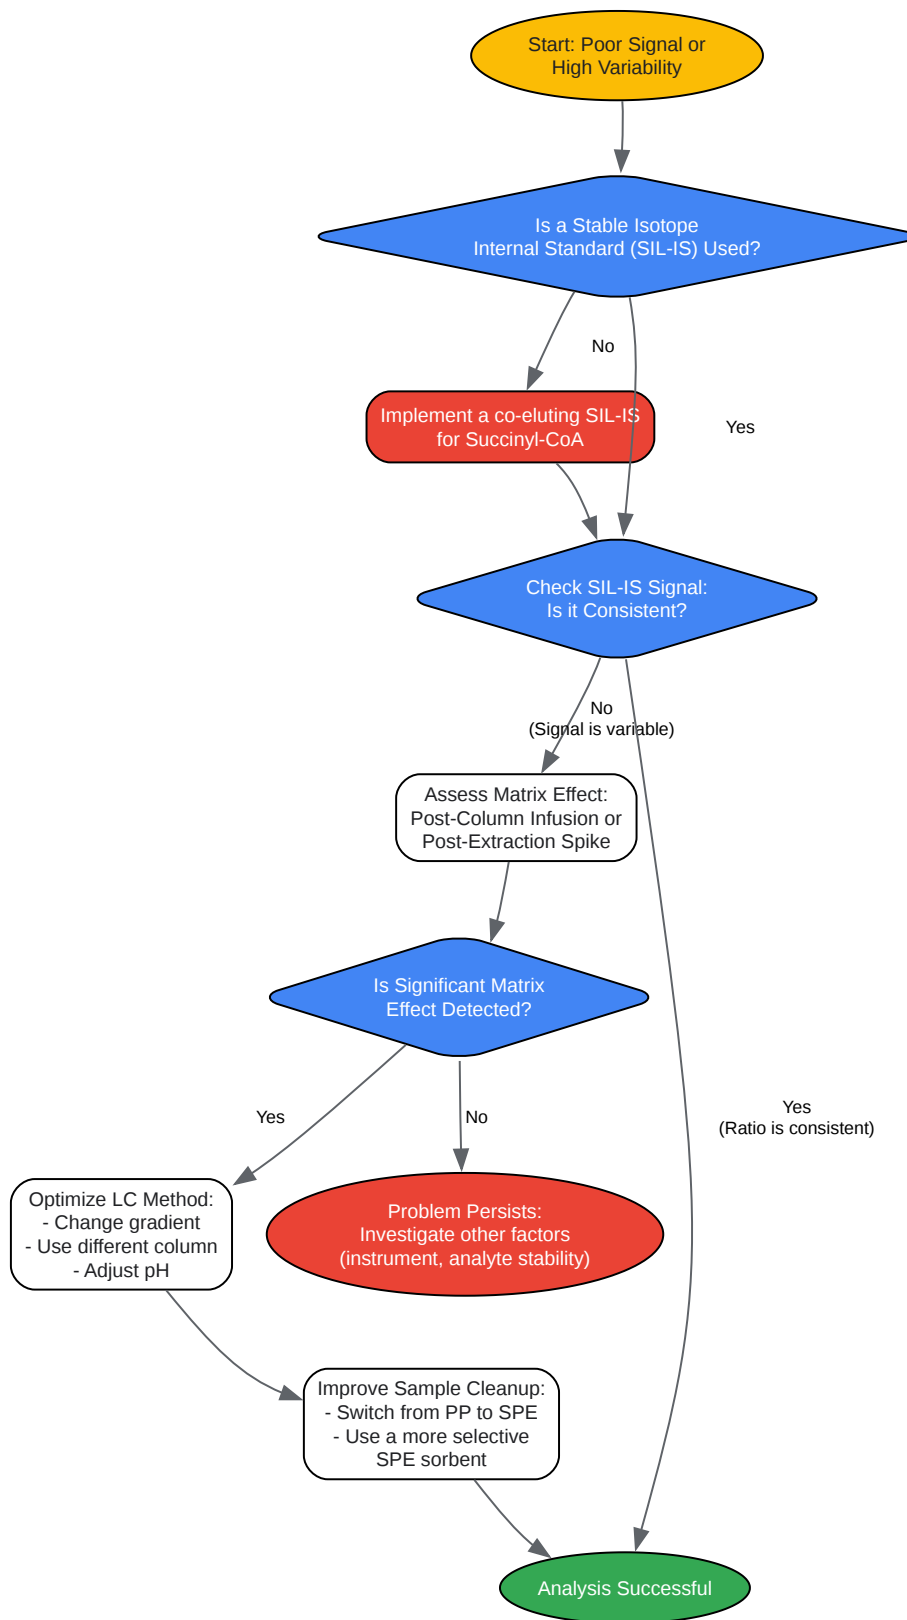 Start: Poor Signal or
High Variability
Is a Stable Isotope
Internal Standard (SIL-IS) Used?
No
Implement a co-eluting SIL-IS
for Succinyl-CoA
Yes
Check SIL-IS Signal:
Is it Consistent?
No
(Signal is variable)
Assess Matrix Effect:
Post-Column Infusion or
Post-Extraction Spike
Is Significant Matrix
Effect Detected?
Yes
No
Yes
(Ratio is consistent)
Optimize LC Method:
- Change gradient
- Use different column
- Adjust pH
Problem Persists:
Investigate other factors
(instrument, analyte stability)
Improve Sample Cleanup:
- Switch from PP to SPE
- Use a more selective
SPE sorbent
Analysis Successful